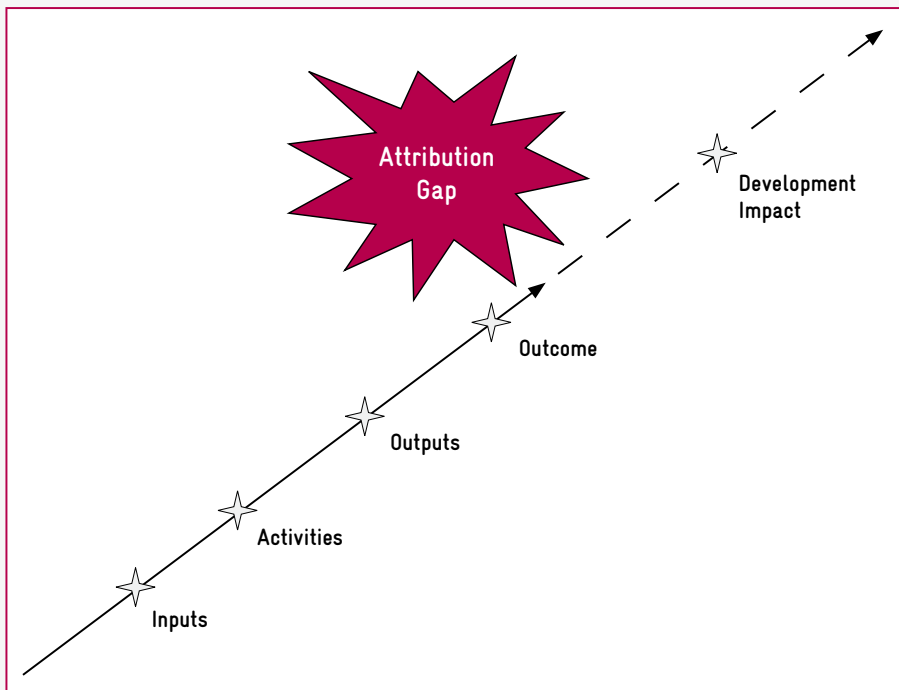 Attribution
Gap
Development
Impact
Outcome
Outputs
Activities
Inputs